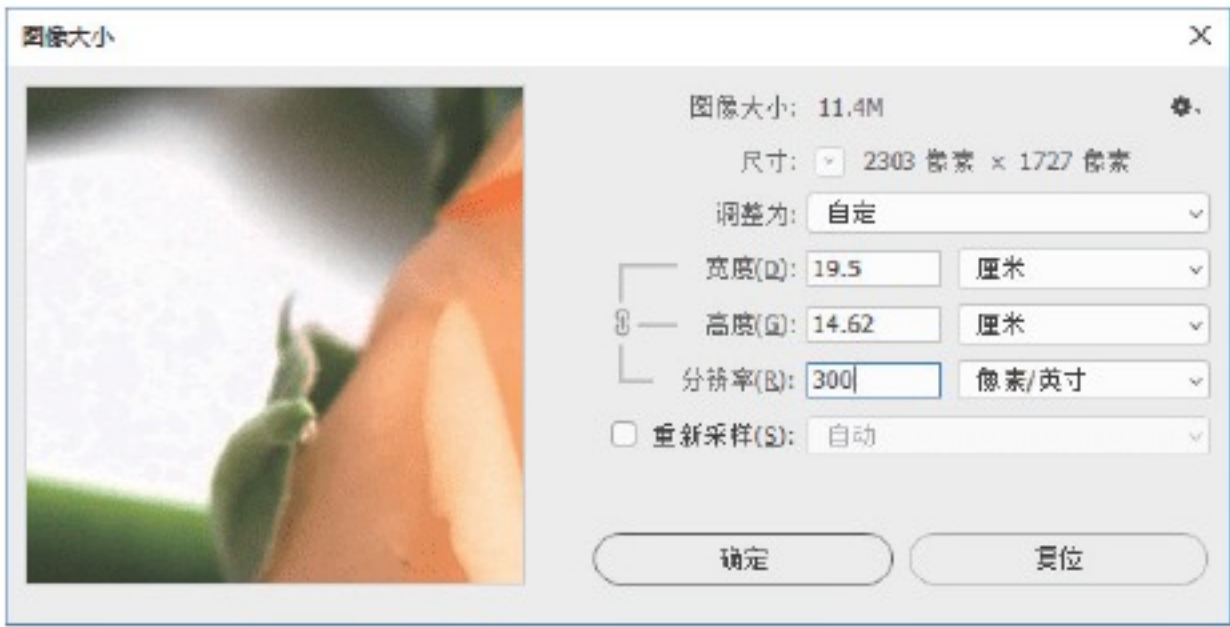 图像大小
图像大小: 11.4M
尺寸: 2303 像素 × 1727 像素
调整为: 自定
宽度(D): 19.5 厘米
高度(G): 14.62 厘米
分辨率(R): 300 像素/英寸
重新采样(S): 自动
确定 复位